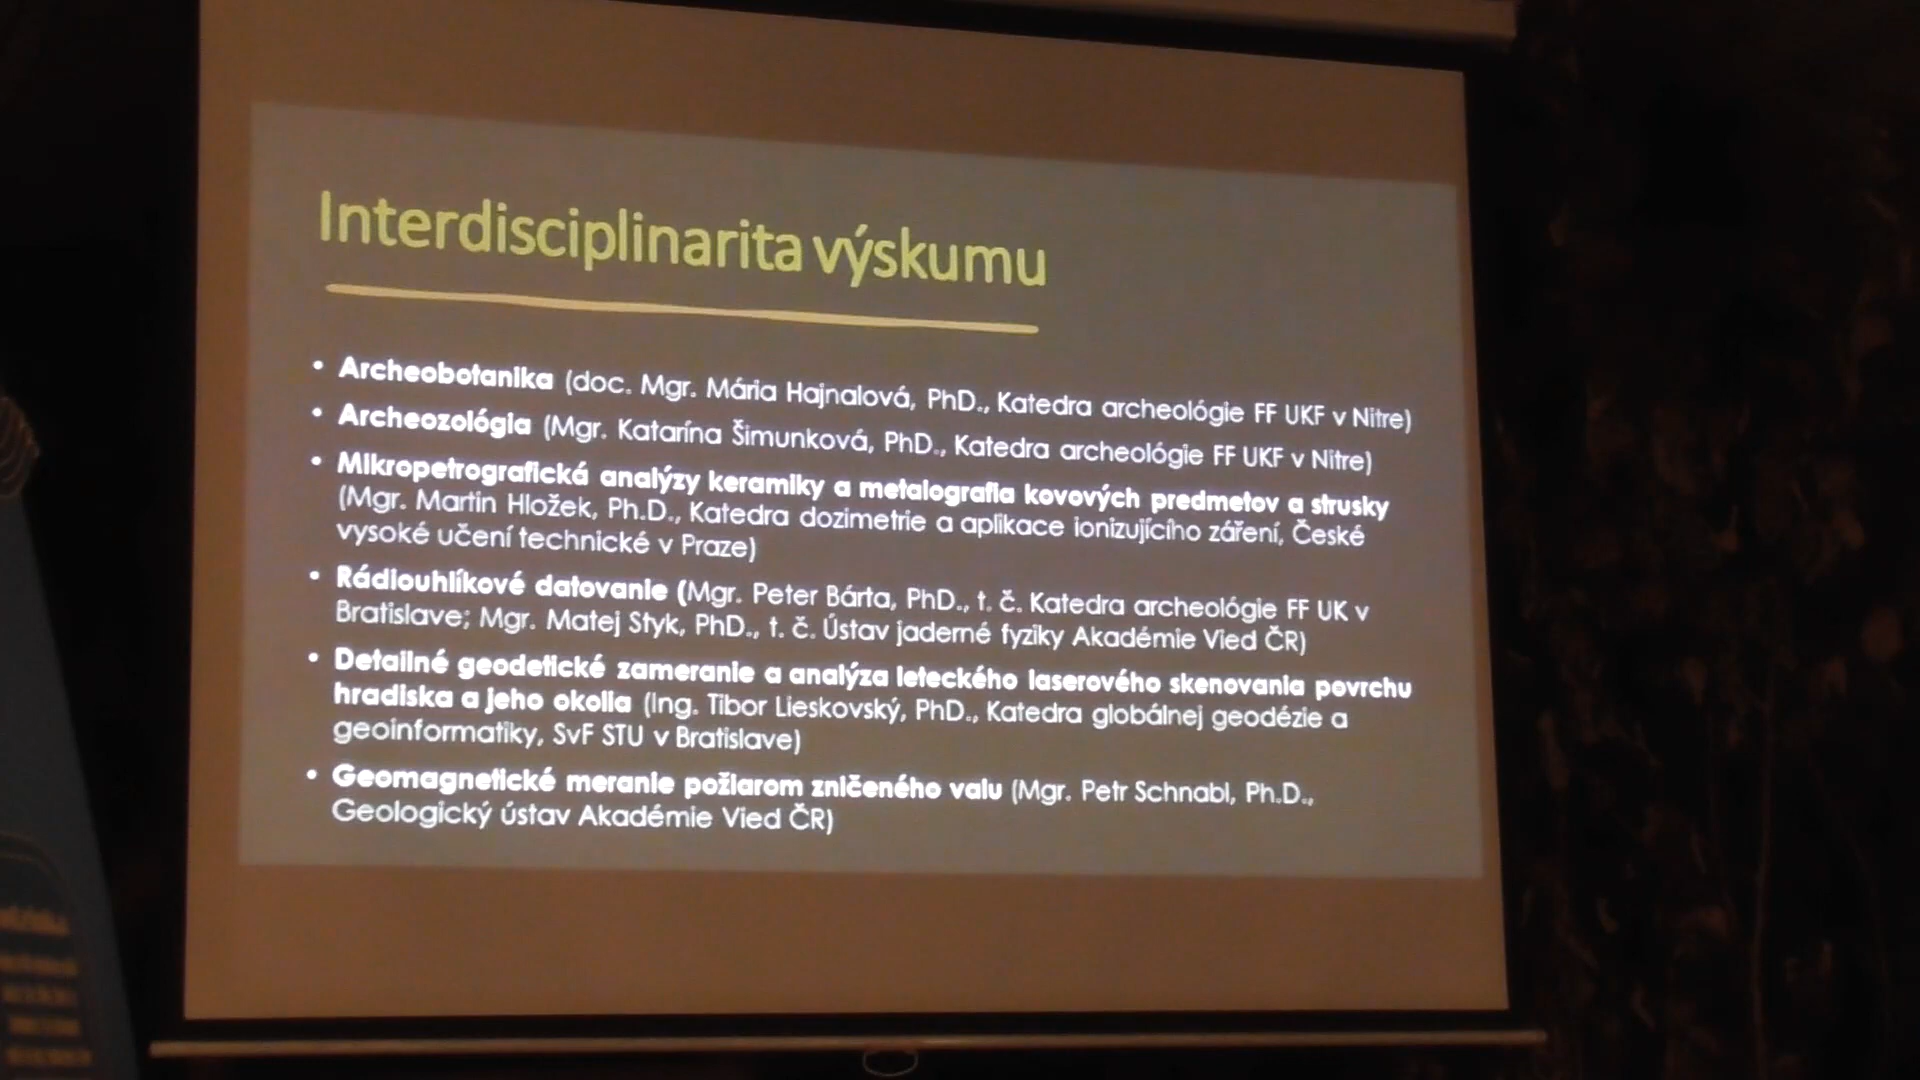 Interdisciplinarita výskumu
• Archeobotanika (doc. Mgr. Mária Hajnalová, PhD., Katedra archeológie FF UKF v Nitre)
• Archeozológia (Mgr. Katarína Šimunková, PhD., Katedra archeológie FF UKF v Nitre)
• Mikropetrografická analýzy keramiky a metalografia kovových predmetov a strusky
(Mgr. Martin Hložek, Ph.D., Katedra dozimetrie a aplikace ionizujícího záření, České
vysoké učení technické v Praze)
• Rádiouhlíkové datovanie (Mgr. Peter Bárta, PhD., t. č. Katedra archeológie FF UK v
Bratislave; Mgr. Matej Styk, PhD., t. č. Ústav jaderné fyziky Akadémie Vied ČR)
• Detailné geodetické zameranie a analýza leteckého laserového skenovania povrchu
hradiska a jeho okolia (Ing. Tibor Lieskovský, PhD., Katedra globálnej geodézie a
geoinformatiky, SvF STU v Bratislave)
• Geomagnetické meranie požiarom zničeného valu (Mgr. Petr Schnabl, Ph.D.,
Geologický ústav Akadémie Vied ČR)